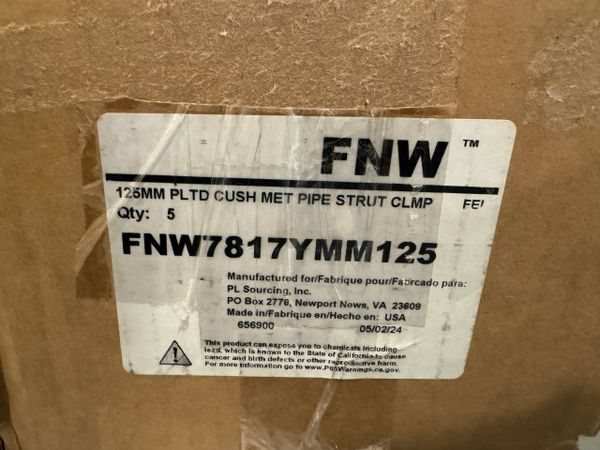 FNW™
125MM PLTD CUSH MET PIPE STRUT CLMP FEI
Qty: 5
FNW7817YMM125
Manufactured for/Fabrique pour/Fabricado para:
PL Sourcing, Inc.
PO Box 2778, Newport News, VA 23609
Made in/Fabrique en/Hecho en: USA
656900 05/02/24
This product can expose you to chemicals including
lead, which is known to the State of California to cause
cancer and birth defects or other reproductive harm.
For more information go to www.P65Warnings.ca.gov.